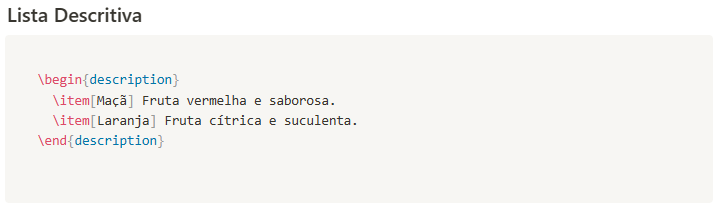 Lista Descritiva
\begin{description}
  \item[Maçã] Fruta vermelha e saborosa.
  \item[Laranja] Fruta cítrica e suculenta.
\end{description}